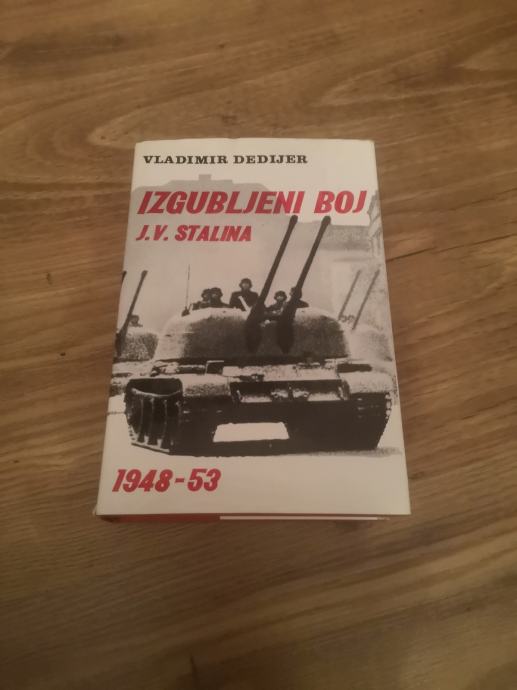 VLADIMIR DEDIJER
IZGUBLJENI BOJ
J.V. STALINA
1948-53